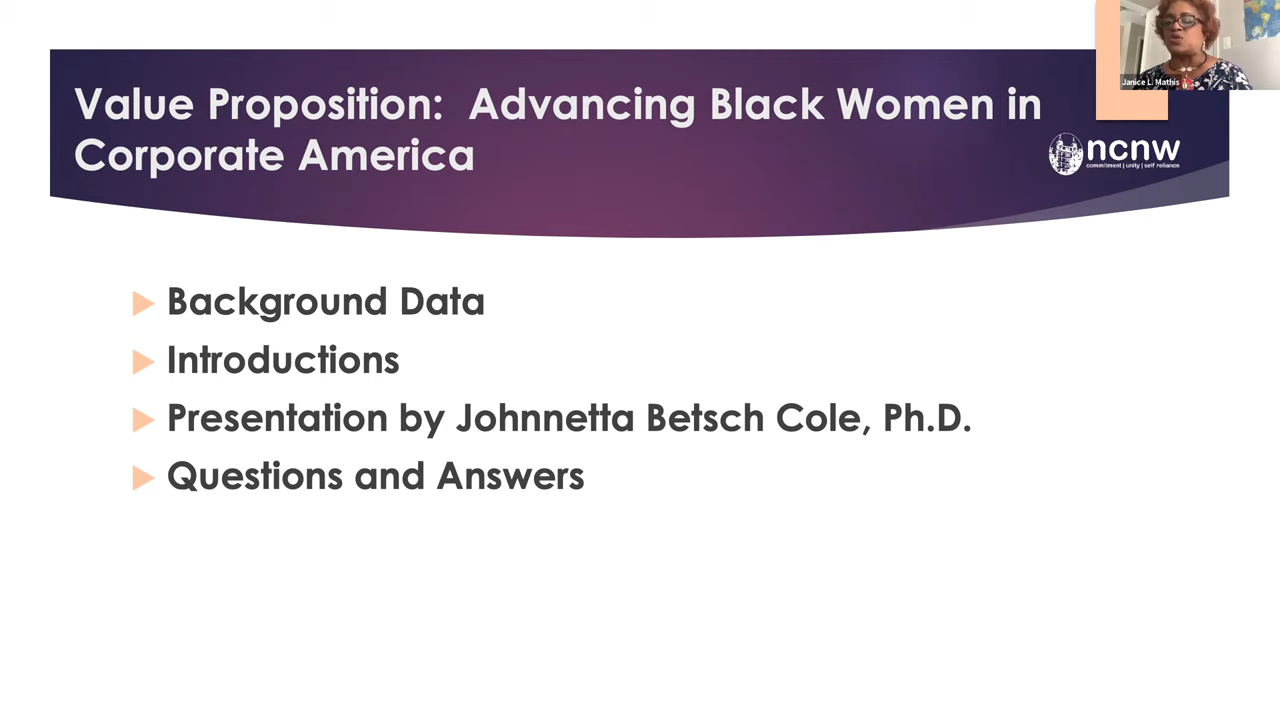 Janice L. Mathis
Value Proposition:  Advancing Black Women in
Corporate America
ncnw
commitment | unity | self reliance
Background Data
Introductions
Presentation by Johnnetta Betsch Cole, Ph.D.
Questions and Answers